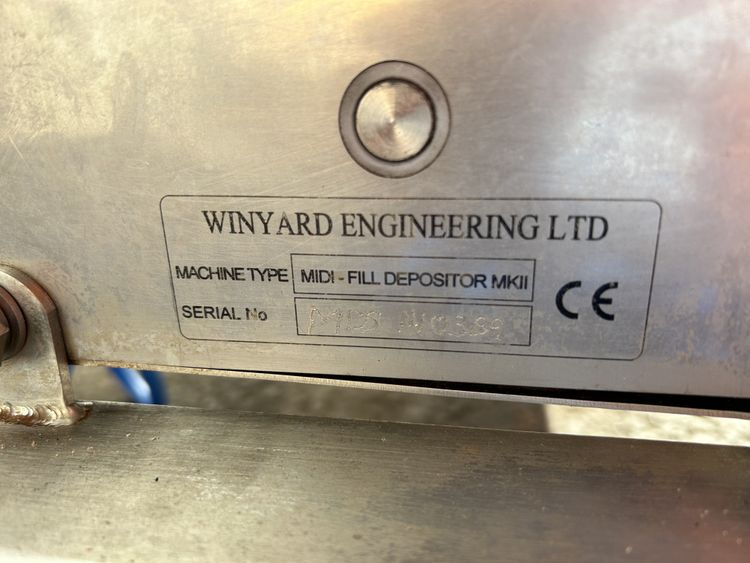 WINYARD ENGINEERING LTD
MACHINE TYPE MIDI - FILL DEPOSITOR MKII
CE
SERIAL No